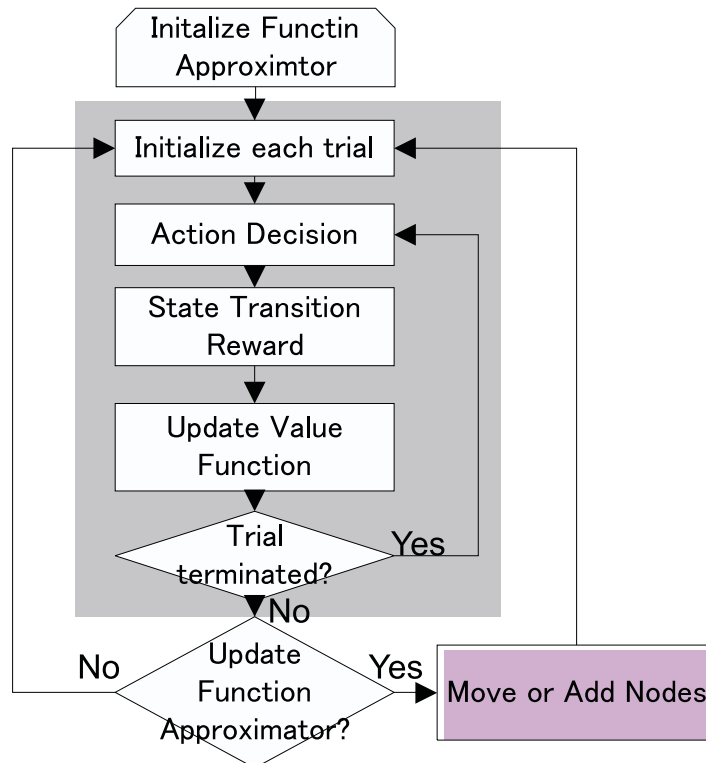 Initalize Functin
Approximtor
Initialize each trial
Action Decision
State Transition
Reward
Update Value
Function
Trial
terminated?
Yes
No
Update
Function
Approximator?
No
Yes
Move or Add Nodes